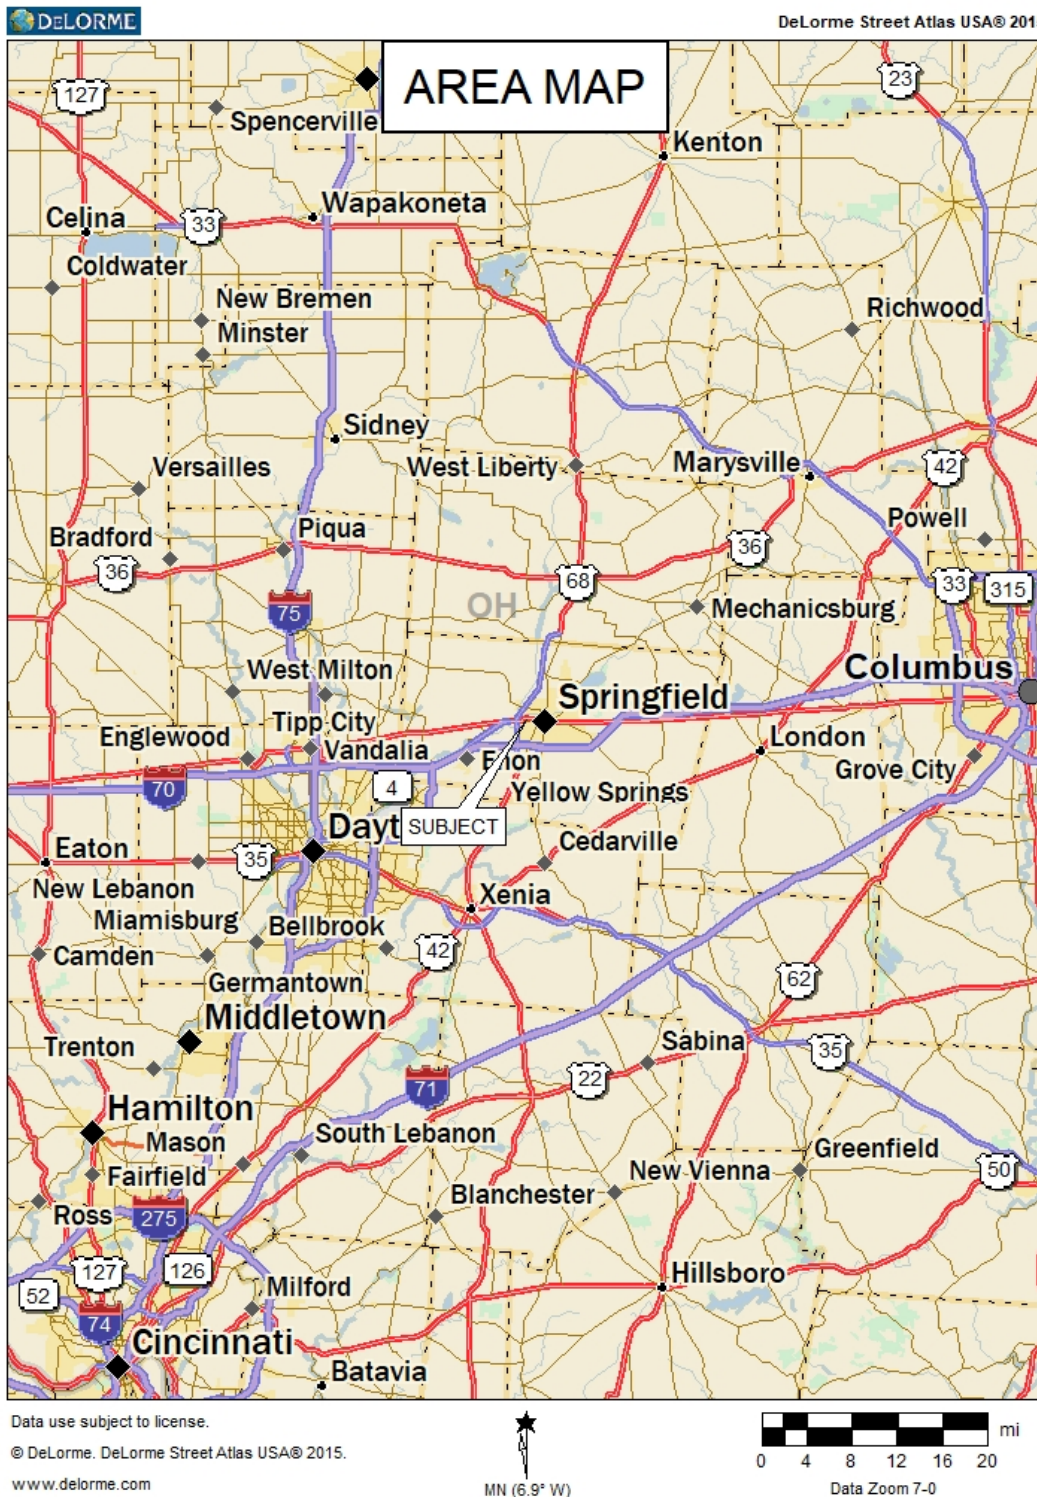 DELORME
DeLorme Street Atlas USA® 201
AREA MAP
127
23
Spencerville
Kenton
Wapakoneta
Celina
33
Coldwater
New Bremen
Richwood
Minster
Sidney
Versailles
West Liberty
Marysville
42
Powell
Bradford
Piqua
36
36
68
33
315
75
OH
Mechanicsburg
West Milton
Columbus
Springfield
Tipp City
Englewood
Vandalia
London
Enon
Grove City
70
4
Yellow Springs
Dayt
SUBJECT
Eaton
35
Cedarville
New Lebanon
Xenia
Miamisburg
Bellbrook
Camden
42
Germantown
62
Middletown
Trenton
Sabina
35
71
22
Hamilton
Mason
South Lebanon
Greenfield
Fairfield
New Vienna
50
Blanchester
Ross
275
127
126
Hillsboro
52
Milford
74
Cincinnati
Batavia
Data use subject to license.
© DeLorme. DeLorme Street Atlas USA® 2015.
www.delorme.com
MN (6.9° W)
mi
0 4 8 12 16 20
Data Zoom 7-0